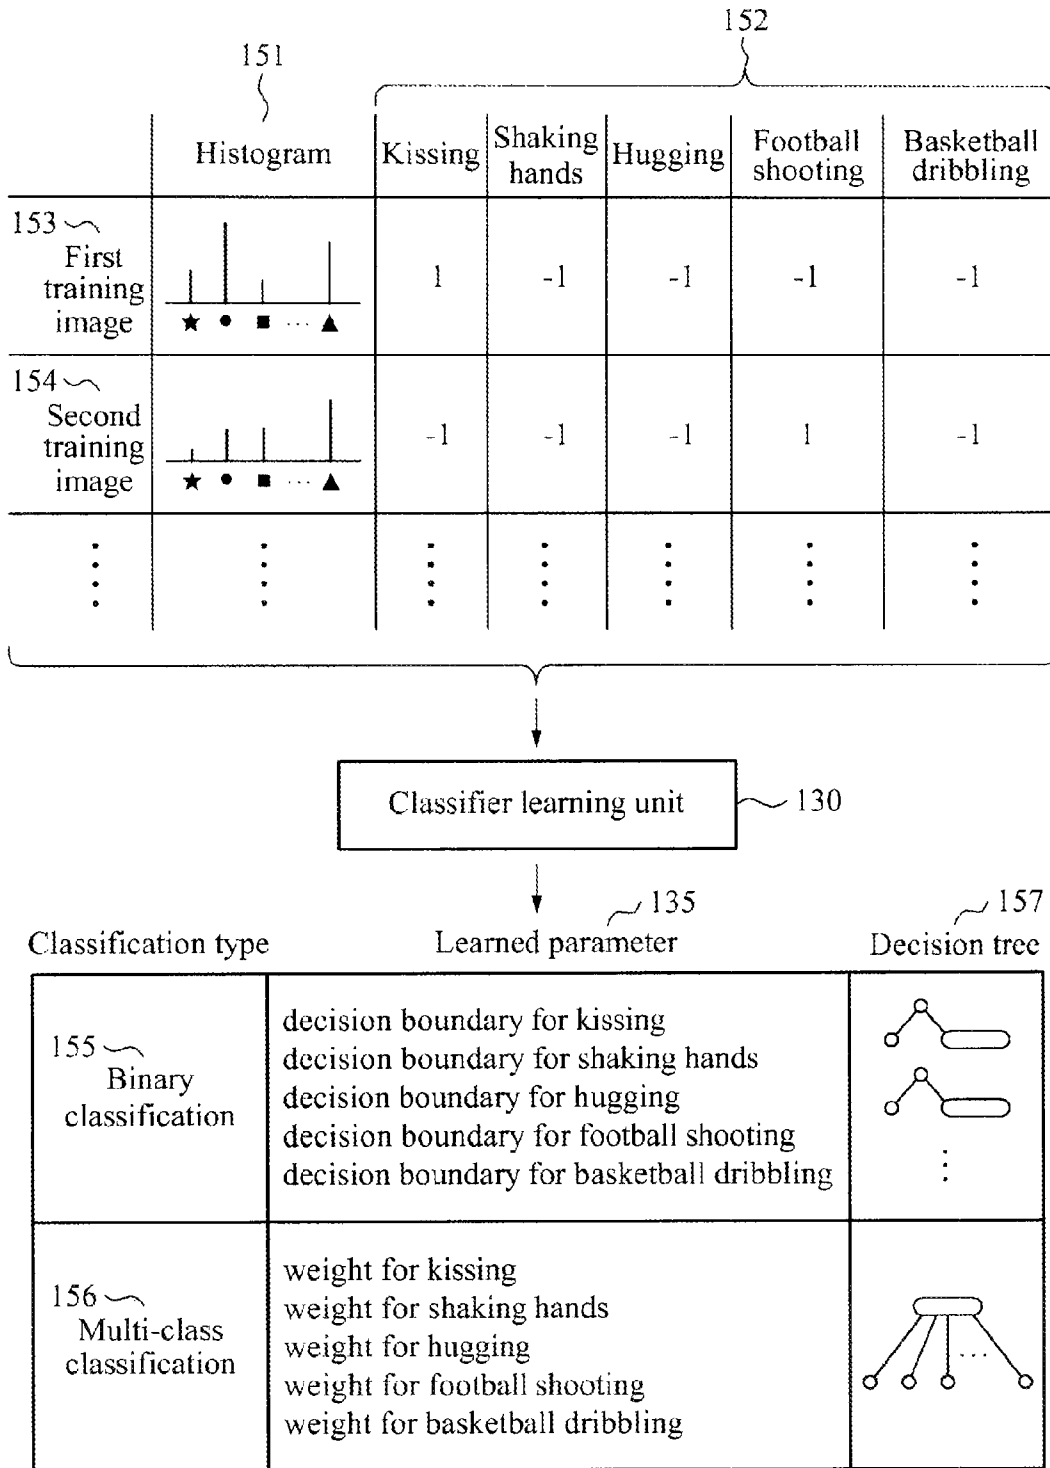 152
151
Histogram
Kissing
Shaking
hands
Hugging
Football
shooting
Basketball
dribbling
153
First
training
image
1
-1
-1
-1
-1
154
Second
training
image
-1
-1
-1
1
-1
Classifier learning unit
130
135
157
Classification type
Learned parameter
Decision tree
155
Binary
classification
decision boundary for kissing
decision boundary for shaking hands
decision boundary for hugging
decision boundary for football shooting
decision boundary for basketball dribbling
156
Multi-class
classification
weight for kissing
weight for shaking hands
weight for hugging
weight for football shooting
weight for basketball dribbling